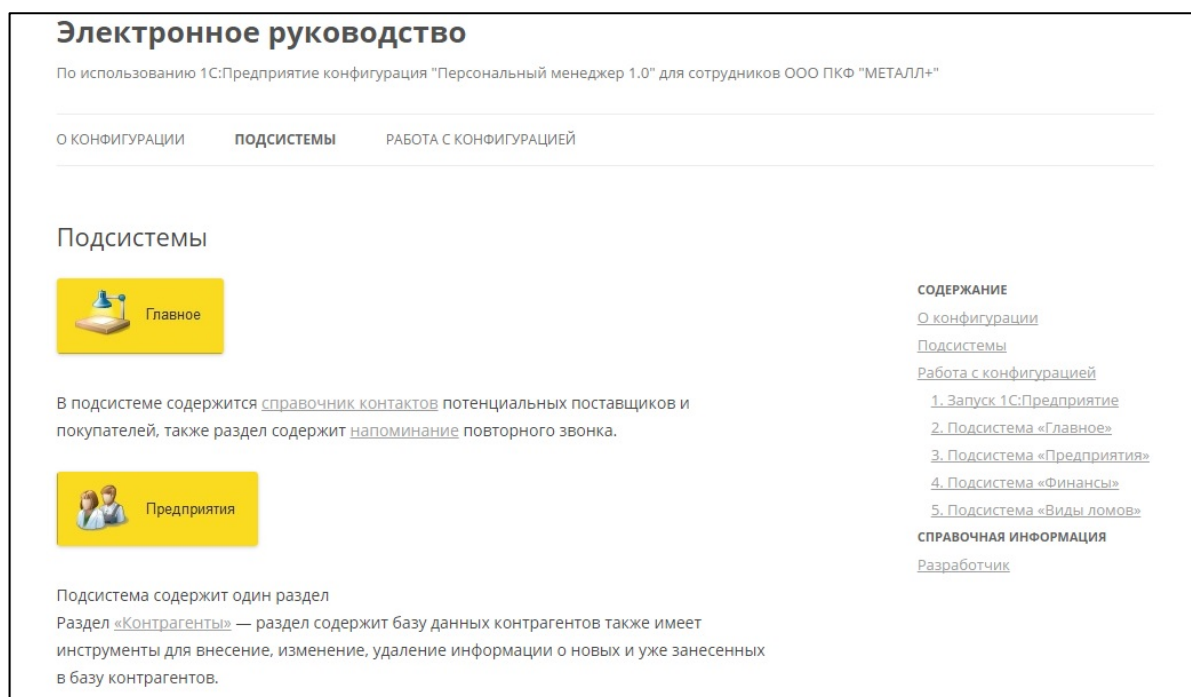 Электронное руководство
По использованию 1С:Предприятие конфигурация "Персональный менеджер 1.0" для сотрудников ООО ПКФ "МЕТАЛЛ+"
О КОНФИГУРАЦИИ ПОДСИСТЕМЫ РАБОТА С КОНФИГУРАЦИЕЙ
Подсистемы
Главное
В подсистеме содержится справочник контактов потенциальных поставщиков и
покупателей, также раздел содержит напоминание повторного звонка.
Предприятия
Подсистема содержит один раздел
Раздел «Контрагенты» — раздел содержит базу данных контрагентов также имеет
инструменты для внесение, изменение, удаление информации о новых и уже занесенных
в базу контрагентов.
СОДЕРЖАНИЕ
О конфигурации
Подсистемы
Работа с конфигурацией
1. Запуск 1С:Предприятие
2. Подсистема «Главное»
3. Подсистема «Предприятия»
4. Подсистема «Финансы»
5. Подсистема «Виды ломов»
СПРАВОЧНАЯ ИНФОРМАЦИЯ
Разработчик